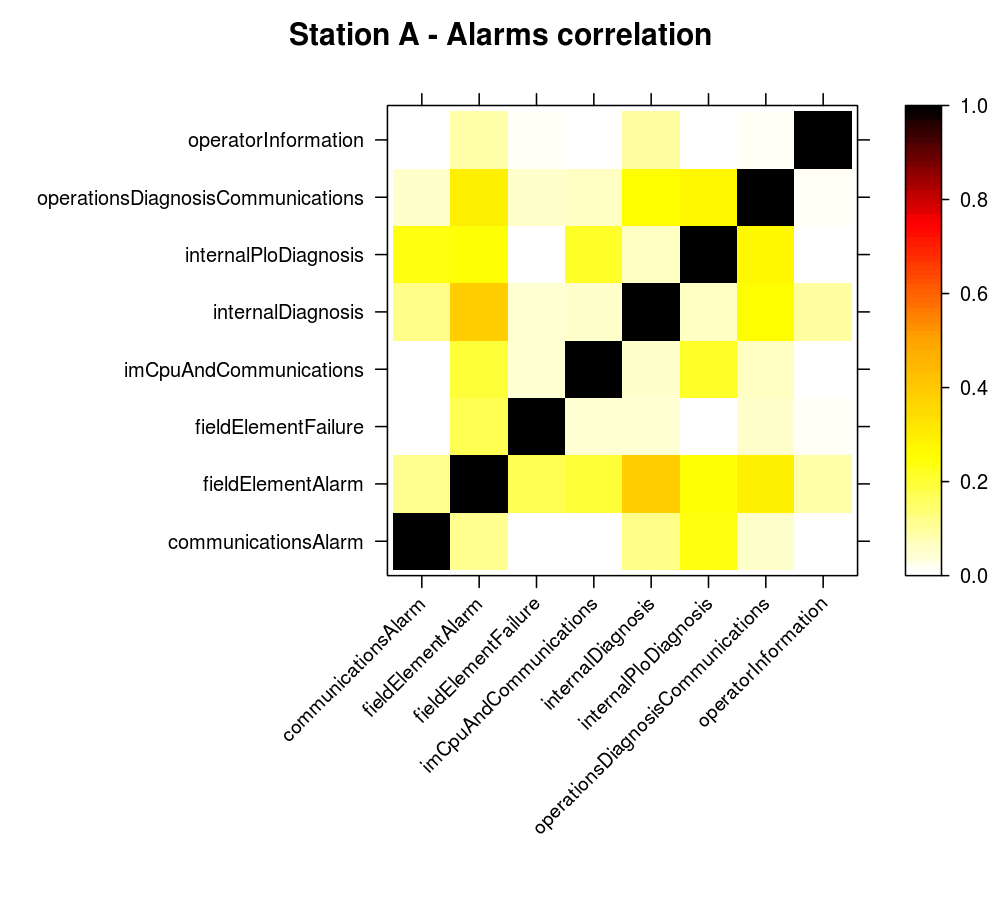 Station A - Alarms correlation
operatorInformation
operationsDiagnosisCommunications
internalPloDiagnosis
internalDiagnosis
imCpuAndCommunications
fieldElementFailure
fieldElementAlarm
communicationsAlarm
communicationsAlarm
fieldElementAlarm
fieldElementFailure
imCpuAndCommunications
internalDiagnosis
internalPloDiagnosis
operationsDiagnosisCommunications
operatorInformation
1.0
0.8
0.6
0.4
0.2
0.0